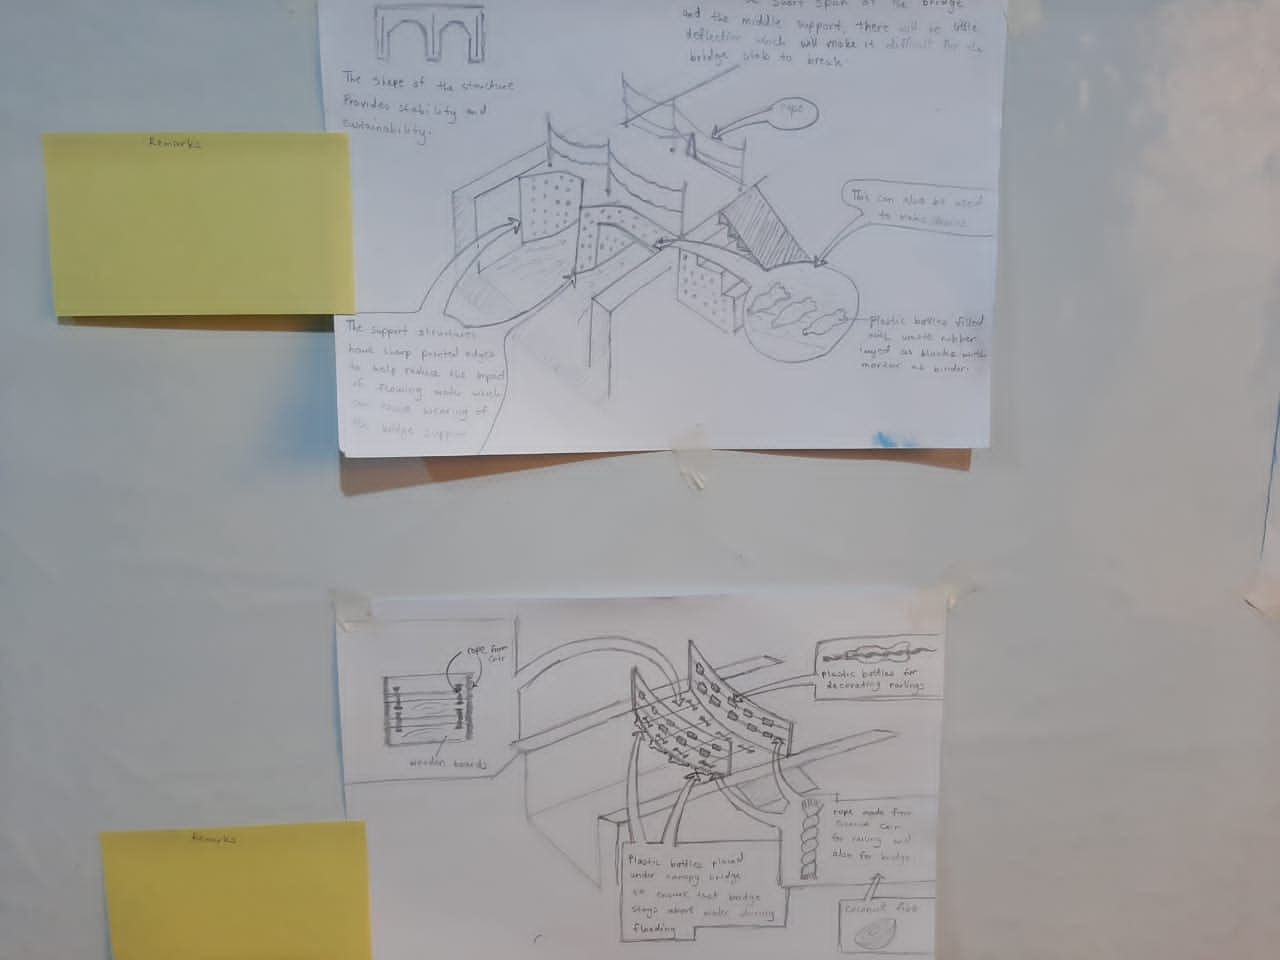 short span of the bridge
and the middle support, there will be little
deflection which will make it difficult for the
bridge slab to break.
The shape of the structure
Provides stability and
sustainability.
rope
Remarks
This can also be used
to make
The support structures
have sharp pointed edges
to help reduce the impact
of flowing water which
can cause wearing of
the bridge support
Plastic bottles filled
with waste rubber
layed as blocks with
mortar as binder.
rope from
Coir
wooden boards
plastic bottles for
decorating railings
Remarks
Plastic bottles placed
under canopy bridge
to ensure that bridge
stays above water during
flooding
rope made from
coconut Coir
for railing and
also for bridge.
coconut